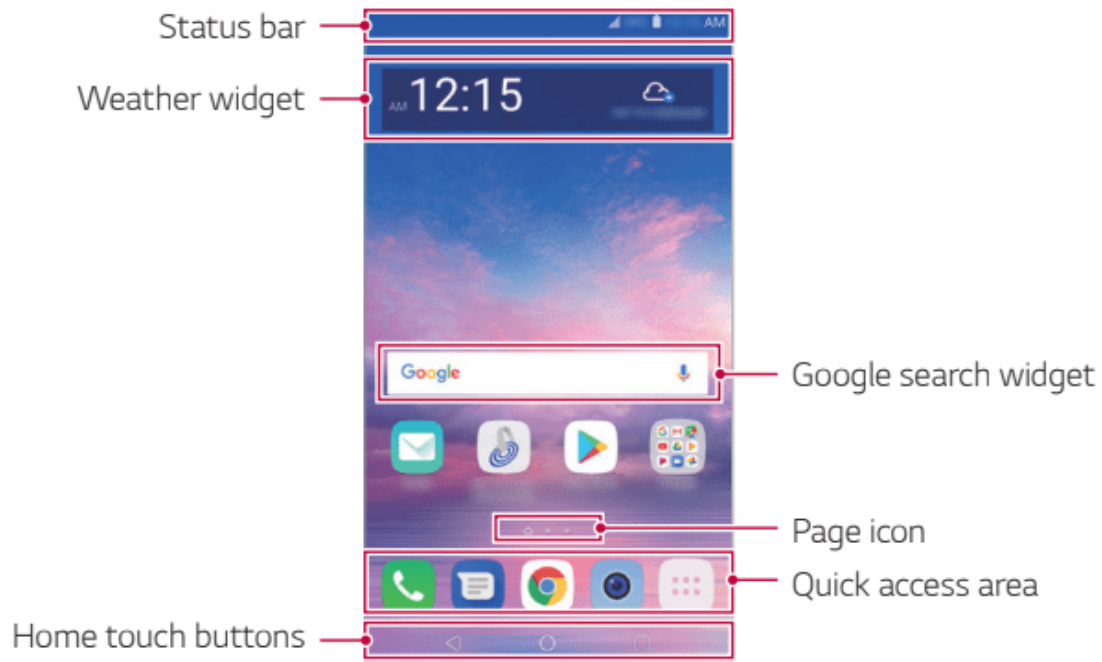 Status bar
AM
Weather widget
AM 12:15
Google
Google search widget
Page icon
Quick access area
Home touch buttons